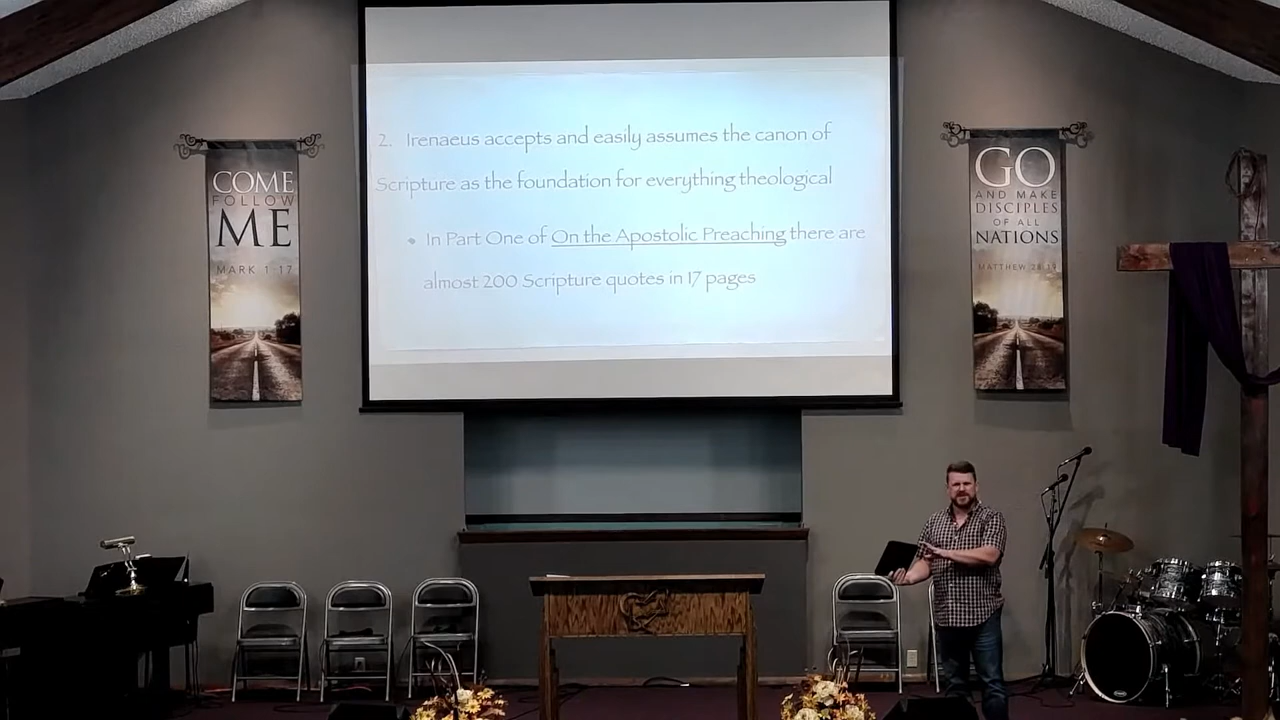 2. Irenaeus accepts and easily assumes the canon of
Scripture as the foundation for everything theological
• In Part One of On the Apostolic Preaching there are
almost 200 Scripture quotes in 17 pages
COME
FOLLOW
ME
MARK 1:17
GO
AND MAKE
DISCIPLES
OF ALL
NATIONS
MATTHEW 28:19